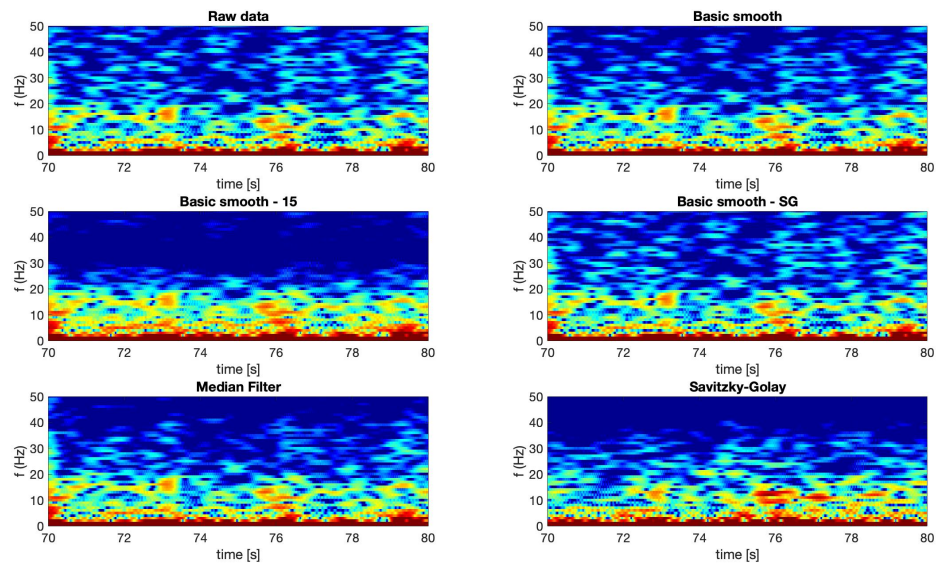 Raw data
50
40
30
20
10
0
f (Hz)
70 72 74 76 78 80
time [s]
Basic smooth
50
40
30
20
10
0
f (Hz)
70 72 74 76 78 80
time [s]
Basic smooth - 15
50
40
30
20
10
0
f (Hz)
70 72 74 76 78 80
time [s]
Basic smooth - SG
50
40
30
20
10
0
f (Hz)
70 72 74 76 78 80
time [s]
Median Filter
50
40
30
20
10
0
f (Hz)
70 72 74 76 78 80
time [s]
Savitzky-Golay
50
40
30
20
10
0
f (Hz)
70 72 74 76 78 80
time [s]